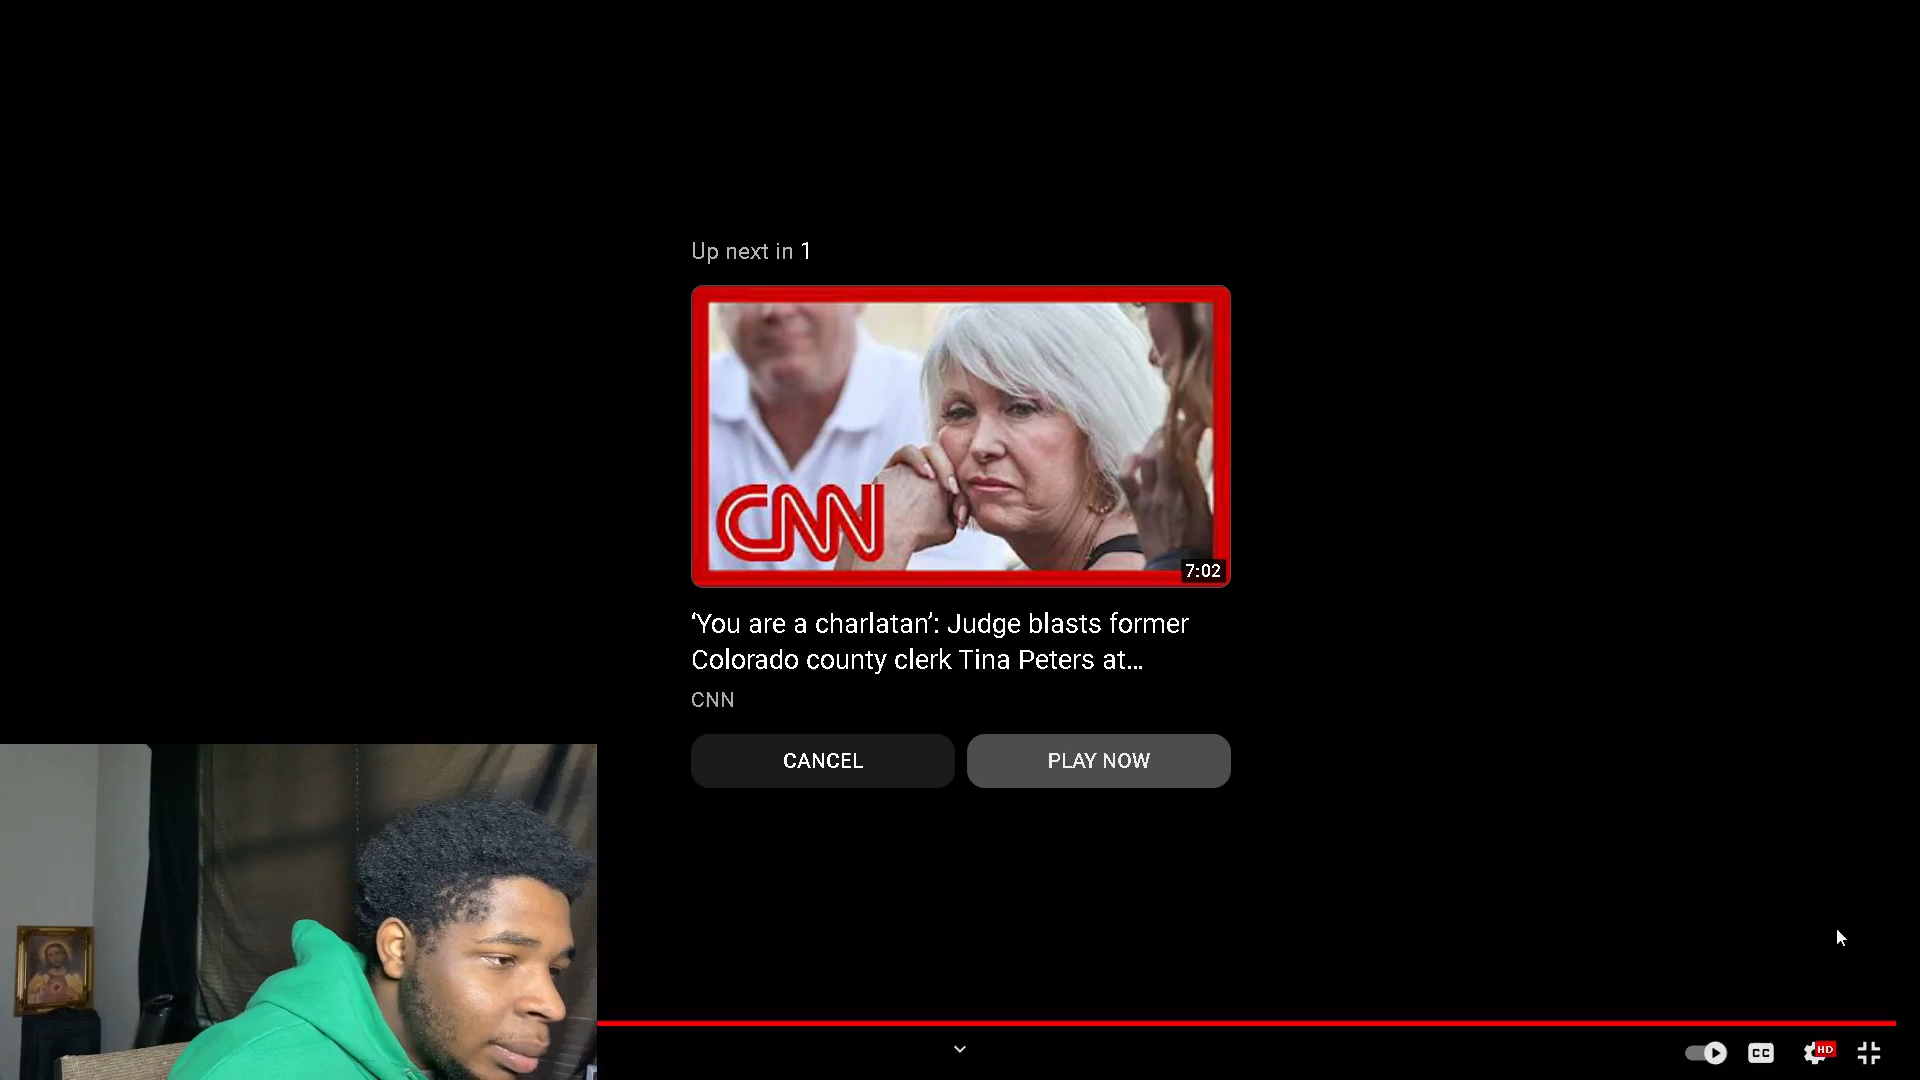 Up next in 1
CNN
7:02
‘You are a charlatan’: Judge blasts former
Colorado county clerk Tina Peters at...
CNN
CANCEL
PLAY NOW
CC
HD